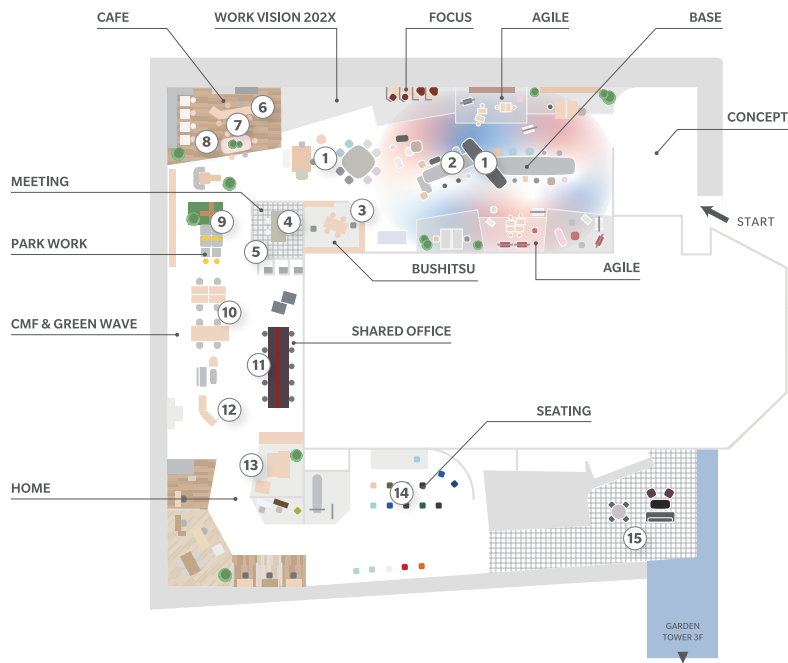 CAFE
WORK VISION 202X
FOCUS
AGILE
BASE
CONCEPT
START
6
7
8
1
2
1
MEETING
3
4
9
5
PARK WORK
BUSHITSU
AGILE
10
CMF & GREEN WAVE
SHARED OFFICE
11
12
SEATING
13
14
HOME
15
GARDEN
TOWER 3F